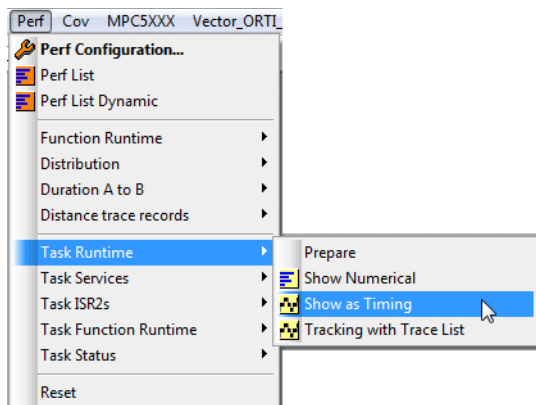 Perf Cov MPC5XXX Vector_ORTI_
Perf Configuration...
Perf List
Perf List Dynamic
Function Runtime
Distribution
Duration A to B
Distance trace records
Task Runtime
Prepare
Task Services
Show Numerical
Task ISR2s
Show as Timing
Task Function Runtime
Tracking with Trace List
Task Status
Reset